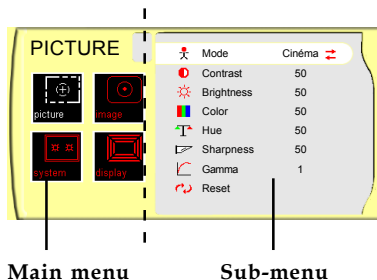 PICTURE
picture
image
system
display
Mode Cinéma
Contrast 50
Brightness 50
Color 50
Hue 50
Sharpness 50
Gamma 1
Reset
Main menu
Sub-menu